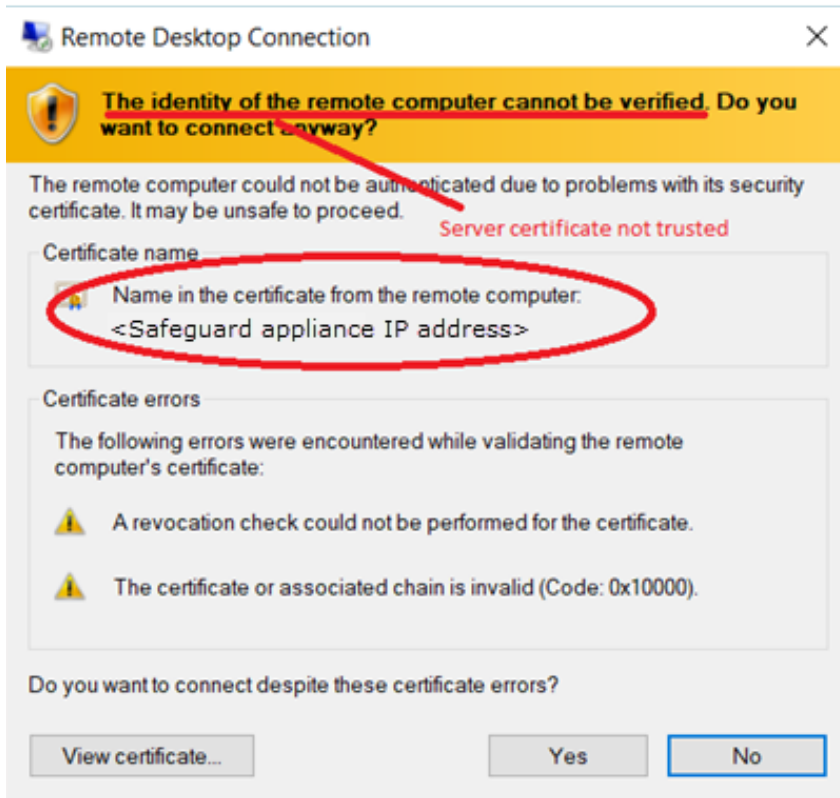 Remote Desktop Connection
The identity of the remote computer cannot be verified. Do you
want to connect anyway?
The remote computer could not be authenticated due to problems with its security
certificate. It may be unsafe to proceed.
Server certificate not trusted
Certificate name
Name in the certificate from the remote computer:
<Safeguard appliance IP address>
Certificate errors
The following errors were encountered while validating the remote
computer's certificate:
A revocation check could not be performed for the certificate.
The certificate or associated chain is invalid (Code: 0x10000).
Do you want to connect despite these certificate errors?
View certificate...
Yes
No